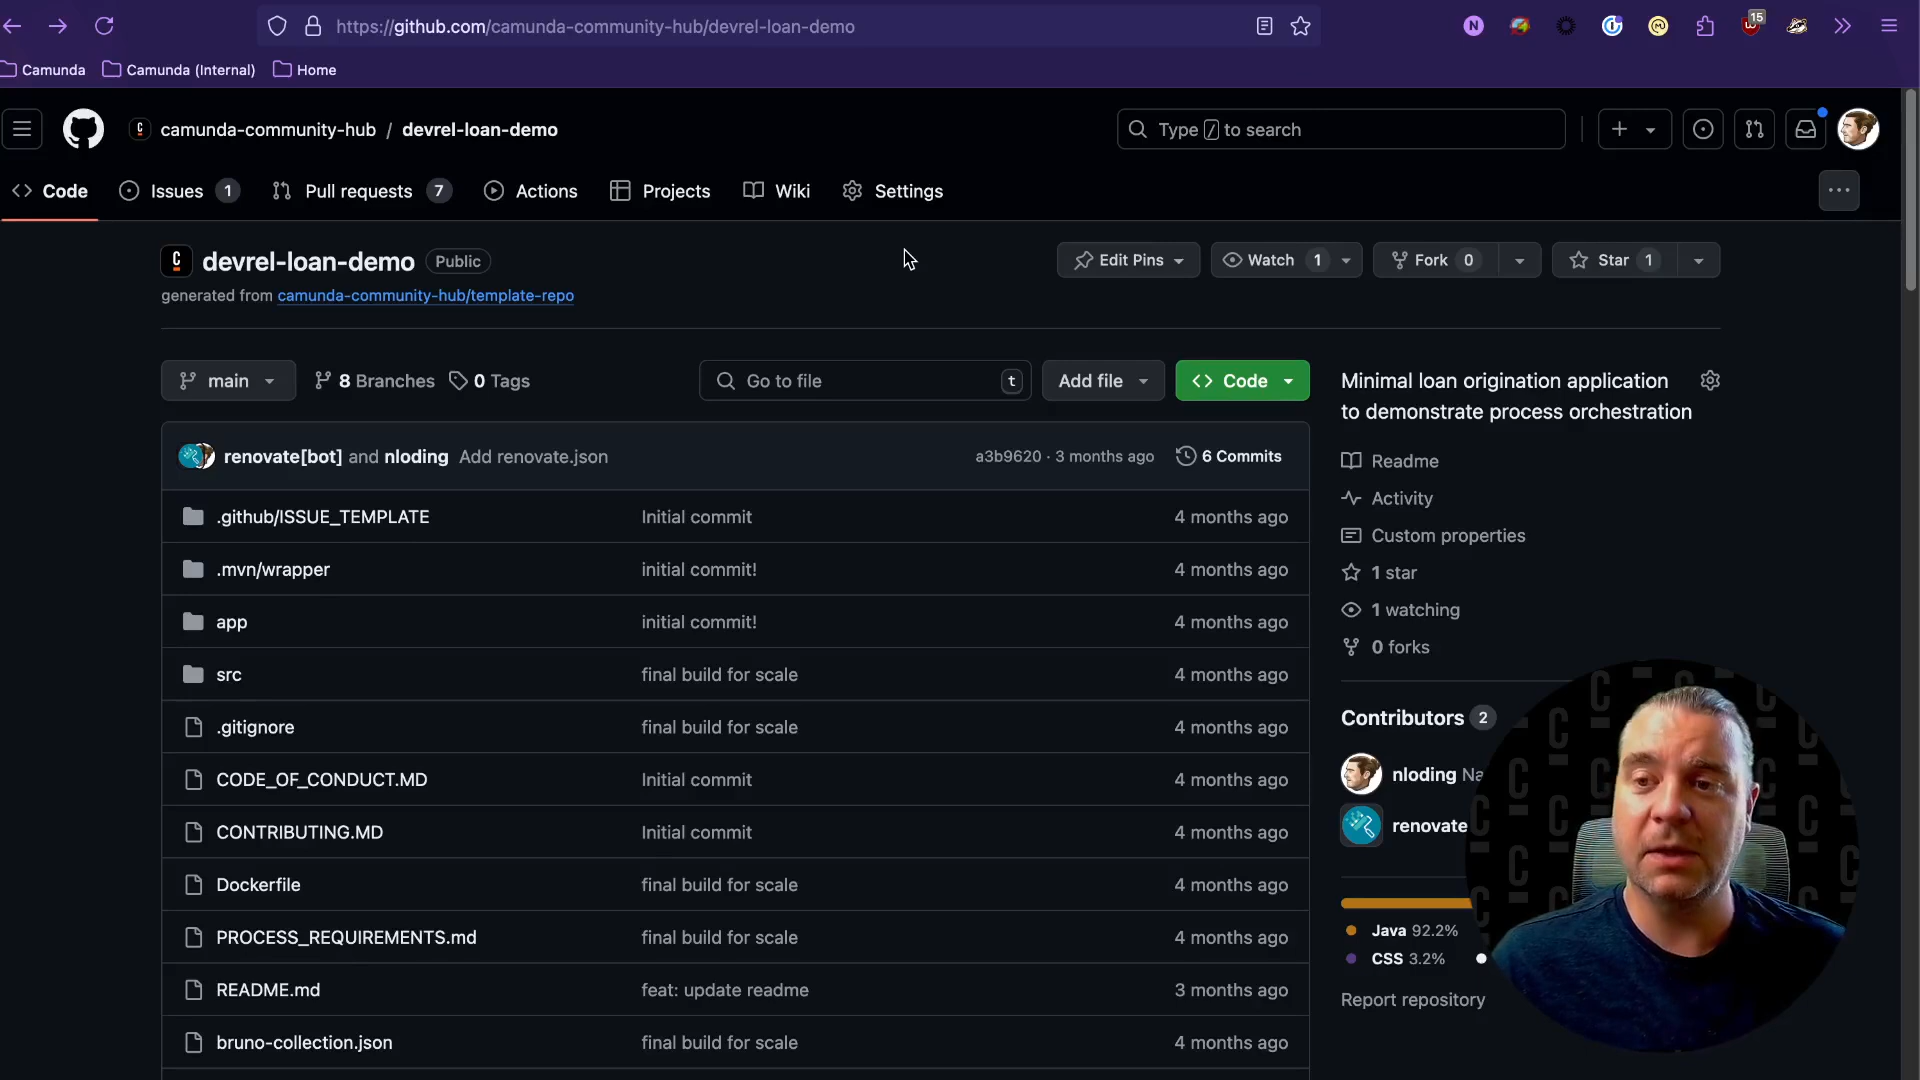 https://github.com/camunda-community-hub/devrel-loan-demo
N
15
Camunda
Camunda (Internal)
Home
camunda-community-hub / devrel-loan-demo
Type / to search
Code
Issues 1
Pull requests 7
Actions
Projects
Wiki
Settings
devrel-loan-demo Public
Edit Pins
Watch 1
Fork 0
Star 1
generated from camunda-community-hub/template-repo
main
8 Branches
0 Tags
Go to file t
Add file
Code
renovate[bot] and nloding Add renovate.json a3b9620 · 3 months ago 6 Commits
.github/ISSUE_TEMPLATE Initial commit 4 months ago
.mvn/wrapper initial commit! 4 months ago
app initial commit! 4 months ago
src final build for scale 4 months ago
.gitignore final build for scale 4 months ago
CODE_OF_CONDUCT.MD Initial commit 4 months ago
CONTRIBUTING.MD Initial commit 4 months ago
Dockerfile final build for scale 4 months ago
PROCESS_REQUIREMENTS.md final build for scale 4 months ago
README.md feat: update readme 3 months ago
bruno-collection.json final build for scale 4 months ago
Minimal loan origination application
to demonstrate process orchestration
Readme
Activity
Custom properties
1 star
1 watching
0 forks
Contributors 2
nloding Na
renovate
Java 92.2%
CSS 3.2%
Report repository